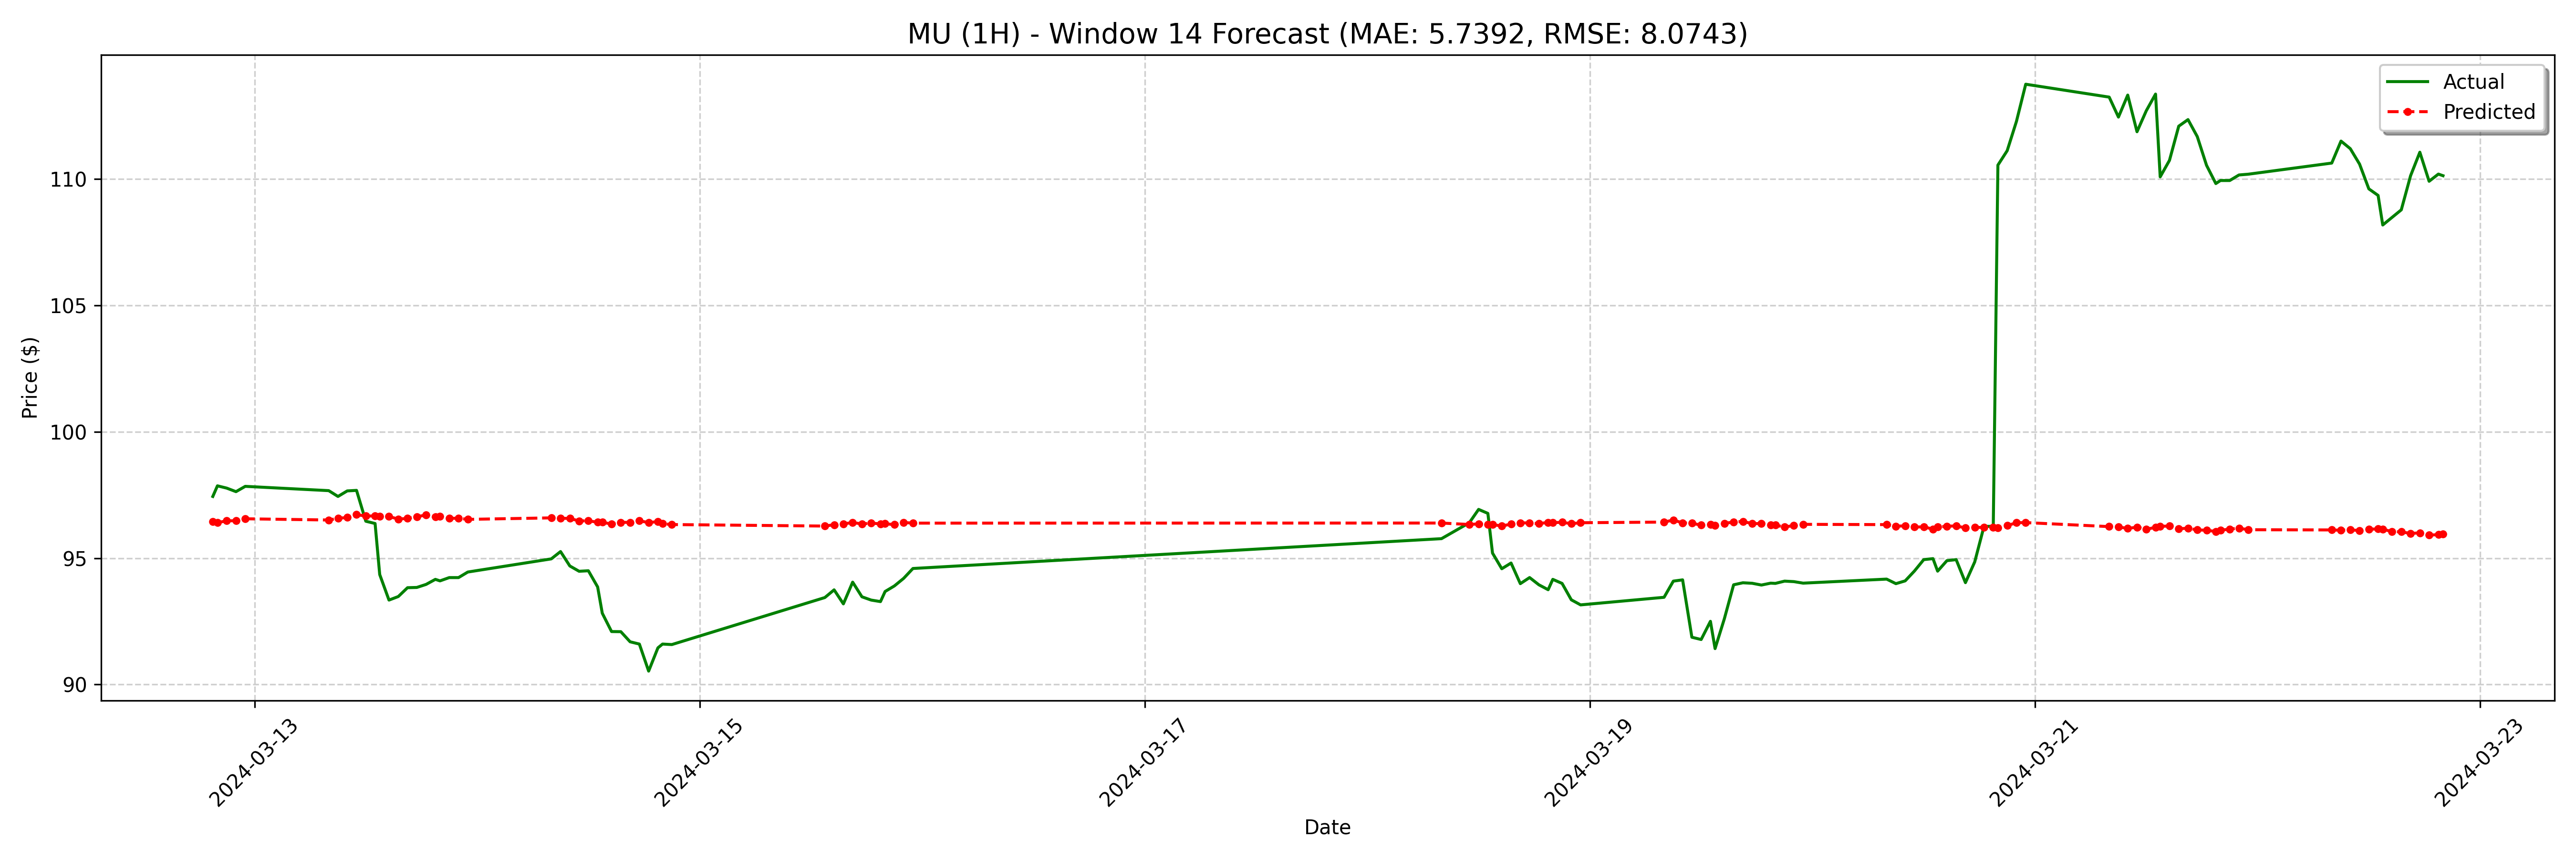 MU (1H) - Window 14 Forecast (MAE: 5.7392, RMSE: 8.0743)
Actual
Predicted
Price ($)
110
105
100
95
90
2024-03-13
2024-03-15
2024-03-17
2024-03-19
2024-03-21
2024-03-23
Date